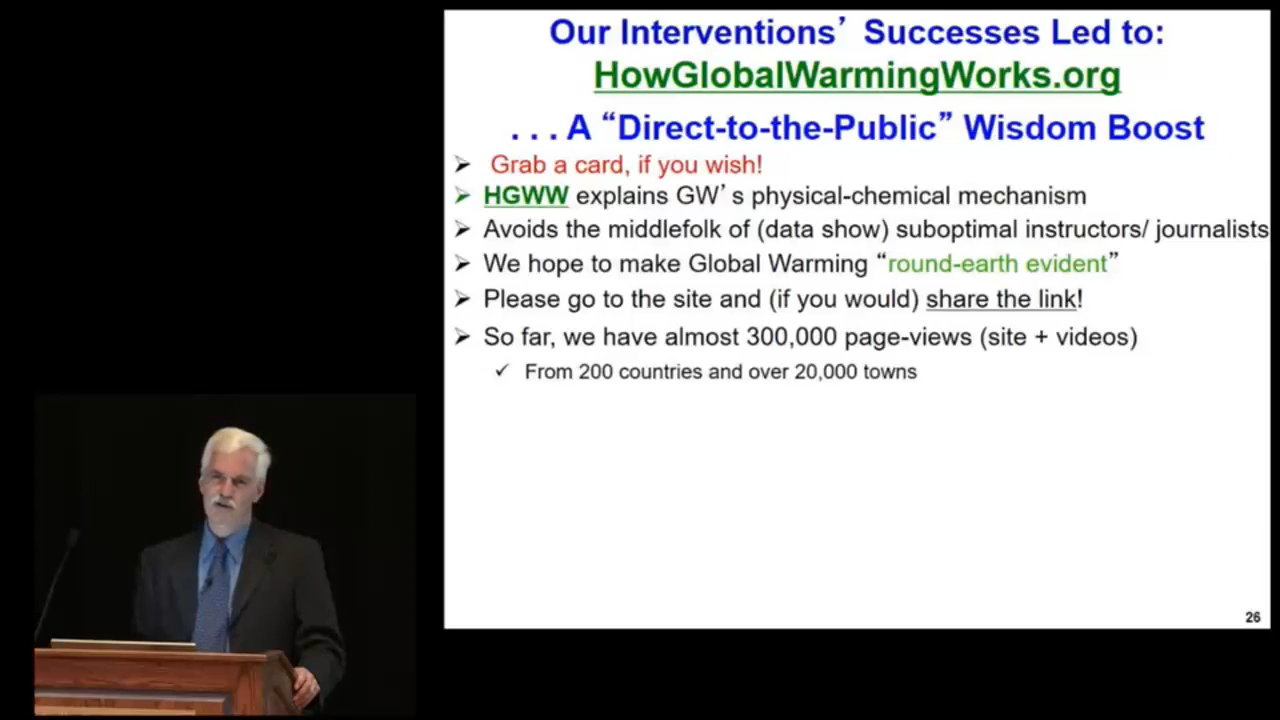 Our Interventions’ Successes Led to:
HowGlobalWarmingWorks.org
. . . A “Direct-to-the-Public” Wisdom Boost
➢ Grab a card, if you wish!
➢ HGWW explains GW’s physical-chemical mechanism
➢ Avoids the middlefolk of (data show) suboptimal instructors/ journalists
➢ We hope to make Global Warming “round-earth evident”
➢ Please go to the site and (if you would) share the link!
➢ So far, we have almost 300,000 page-views (site + videos)
✓ From 200 countries and over 20,000 towns
26